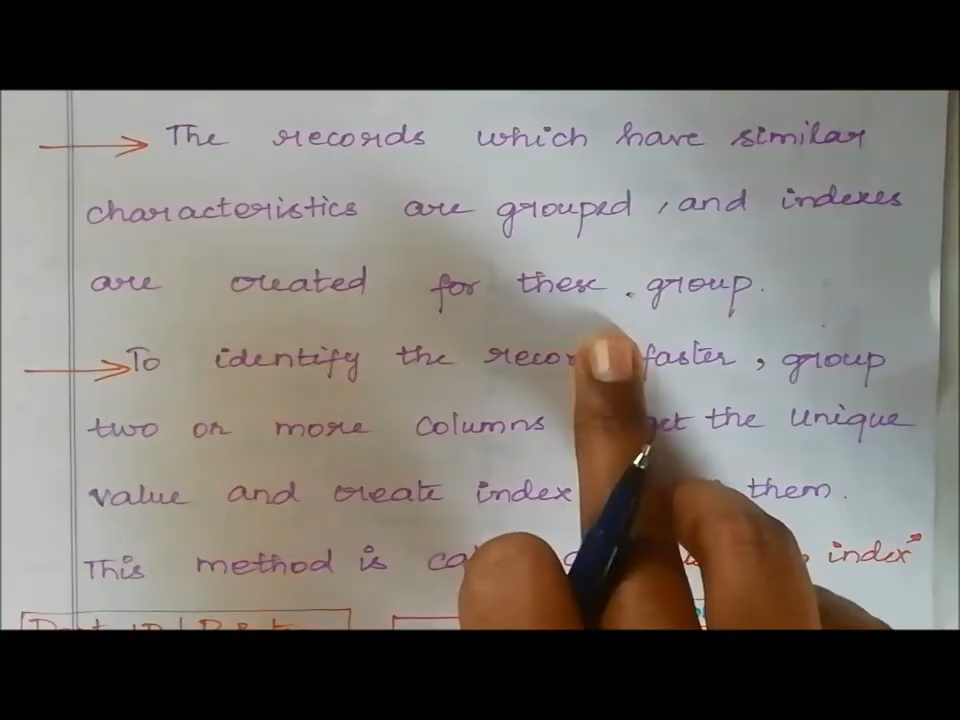 The records which have similar
characteristics are grouped, and indexes
are created for these group.
To identify the faster, group
two or more columns the unique
value and create index them.
This method is index"